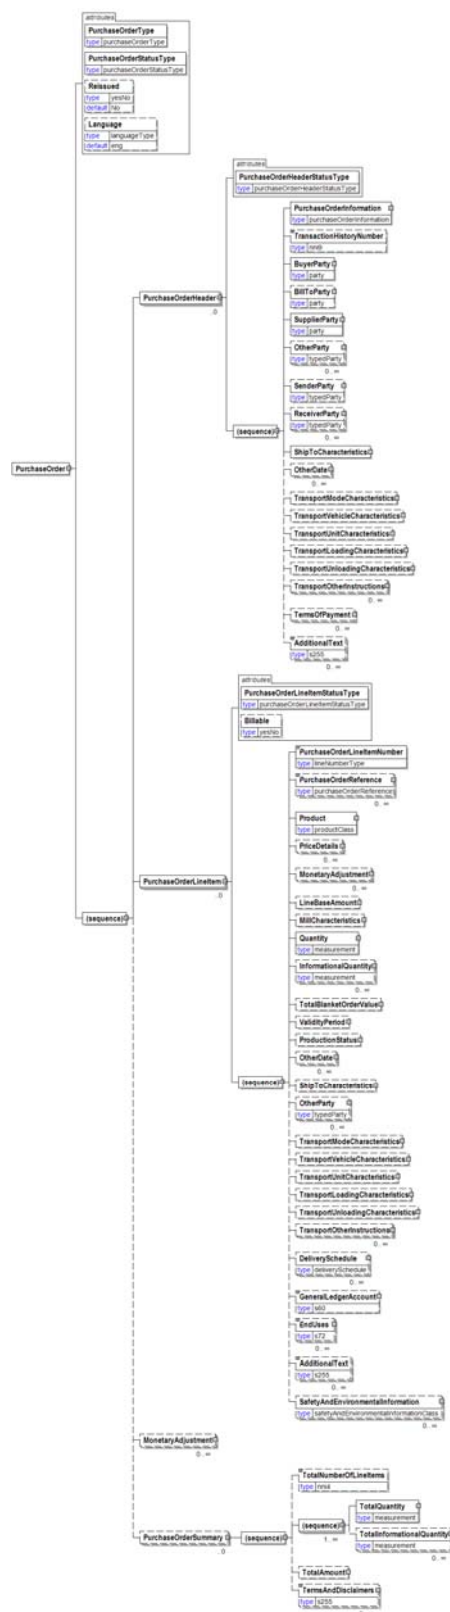 attributes
PurchaseOrderType
type purchaseOrderType
PurchaseOrderStatusType
type purchaseOrderStatusType
Reissued
type yesNo
default No
Language
type languageType
default eng
attributes
PurchaseOrderHeaderStatusType
type purchaseOrderHeaderStatusType
PurchaseOrderInformation
type purchaseOrderInformation
TransactionHistoryNumber
type nni9
BuyerParty
type party
BillToParty
type party
PurchaseOrderHeader
..0
SupplierParty
type party
OtherParty
type typedParty
0.. ∞
SenderParty
type typedParty
ReceiverParty
type typedParty
0.. ∞
(sequence)
ShipToCharacteristics
PurchaseOrder
OtherDate
0.. ∞
TransportModeCharacteristics
TransportVehicleCharacteristics
TransportUnitCharacteristics
TransportLoadingCharacteristics
TransportUnloadingCharacteristics
TransportOtherInstructions
0.. ∞
TermsOfPayment
0.. ∞
AdditionalText
type s255
0.. ∞
attributes
PurchaseOrderLineItemStatusType
type purchaseOrderLineItemStatusType
Billable
type yesNo
PurchaseOrderLineItemNumber
type lineNumberType
PurchaseOrderReference
type purchaseOrderReference
0.. ∞
Product
type productClass
PriceDetails
0.. ∞
MonetaryAdjustment
0.. ∞
PurchaseOrderLineItem
..0
LineBaseAmount
MillCharacteristics
(sequence)
Quantity
type measurement
InformationalQuantity
type measurement
0.. ∞
TotalBlanketOrderValue
ValidityPeriod
ProductionStatus
OtherDate
0.. ∞
(sequence)
ShipToCharacteristics
OtherParty
type typedParty
0.. ∞
TransportModeCharacteristics
TransportVehicleCharacteristics
TransportUnitCharacteristics
TransportLoadingCharacteristics
TransportUnloadingCharacteristics
TransportOtherInstructions
0.. ∞
DeliverySchedule
type deliverySchedule
0.. ∞
GeneralLedgerAccount
type s60
EndUses
type s72
0.. ∞
AdditionalText
type s255
0.. ∞
SafetyAndEnvironmentalInformation
type safetyAndEnvironmentalInformationClass
0.. ∞
MonetaryAdjustment
0.. ∞
TotalNumberOfLineItems
type nni4
PurchaseOrderSummary
..0
(sequence)
(sequence)
1.. ∞
TotalQuantity
type measurement
TotalInformationalQuantity
type measurement
0.. ∞
TotalAmount
TermsAndDisclaimers
type s255
0.. ∞